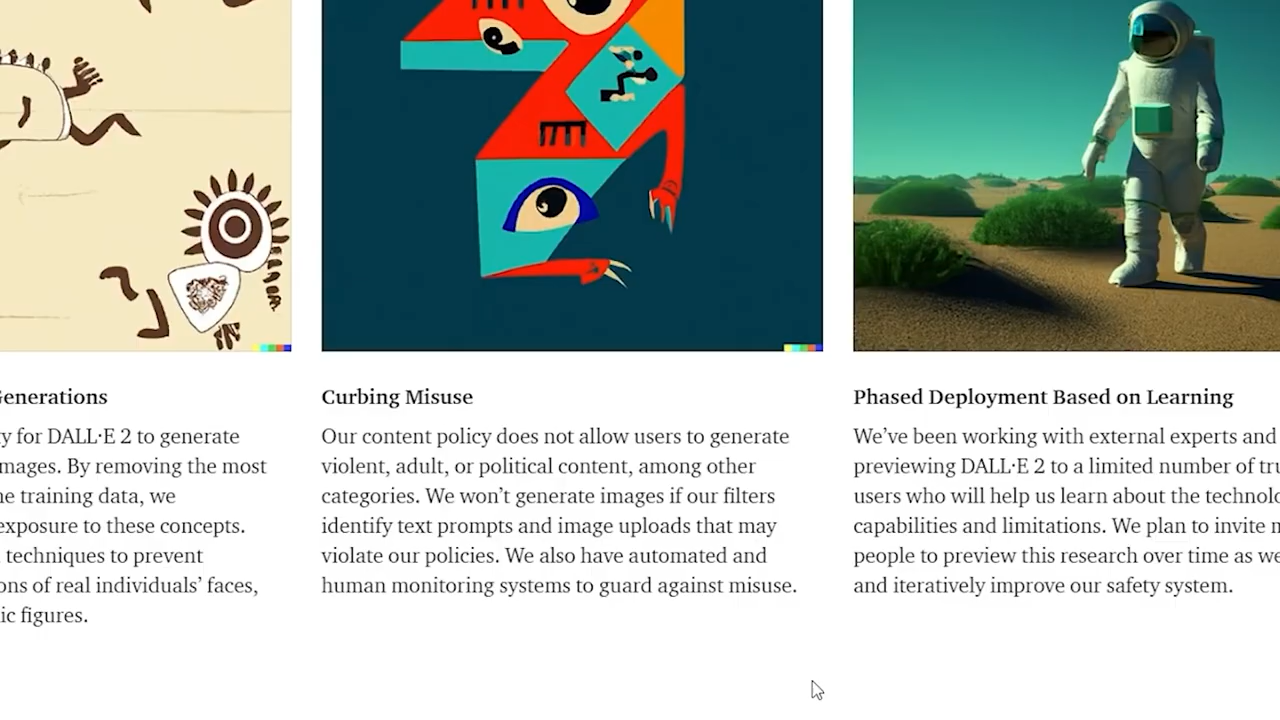 Generations
y for DALL·E 2 to generate
mages. By removing the most
e training data, we
exposure to these concepts.
techniques to prevent
ons of real individuals’ faces,
ic figures.
Curbing Misuse
Our content policy does not allow users to generate
violent, adult, or political content, among other
categories. We won’t generate images if our filters
identify text prompts and image uploads that may
violate our policies. We also have automated and
human monitoring systems to guard against misuse.
Phased Deployment Based on Learning
We’ve been working with external experts and
previewing DALL·E 2 to a limited number of tru
users who will help us learn about the technolo
capabilities and limitations. We plan to invite m
people to preview this research over time as we
and iteratively improve our safety system.